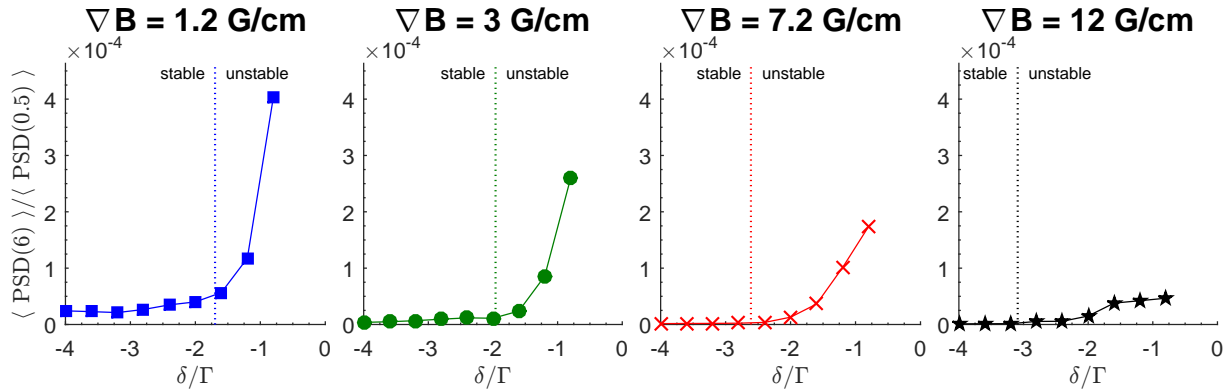 ∇B = 1.2 G/cm
×10⁻⁴
stable unstable
⟨ PSD(6) ⟩/⟨ PSD(0.5) ⟩
4
3
2
1
0
-4 -3 -2 -1 0
δ/Γ
∇B = 3 G/cm
×10⁻⁴
stable unstable
4
3
2
1
0
-4 -3 -2 -1 0
δ/Γ
∇B = 7.2 G/cm
×10⁻⁴
stable unstable
4
3
2
1
0
-4 -3 -2 -1 0
δ/Γ
∇B = 12 G/cm
×10⁻⁴
stable unstable
4
3
2
1
0
-4 -3 -2 -1 0
δ/Γ